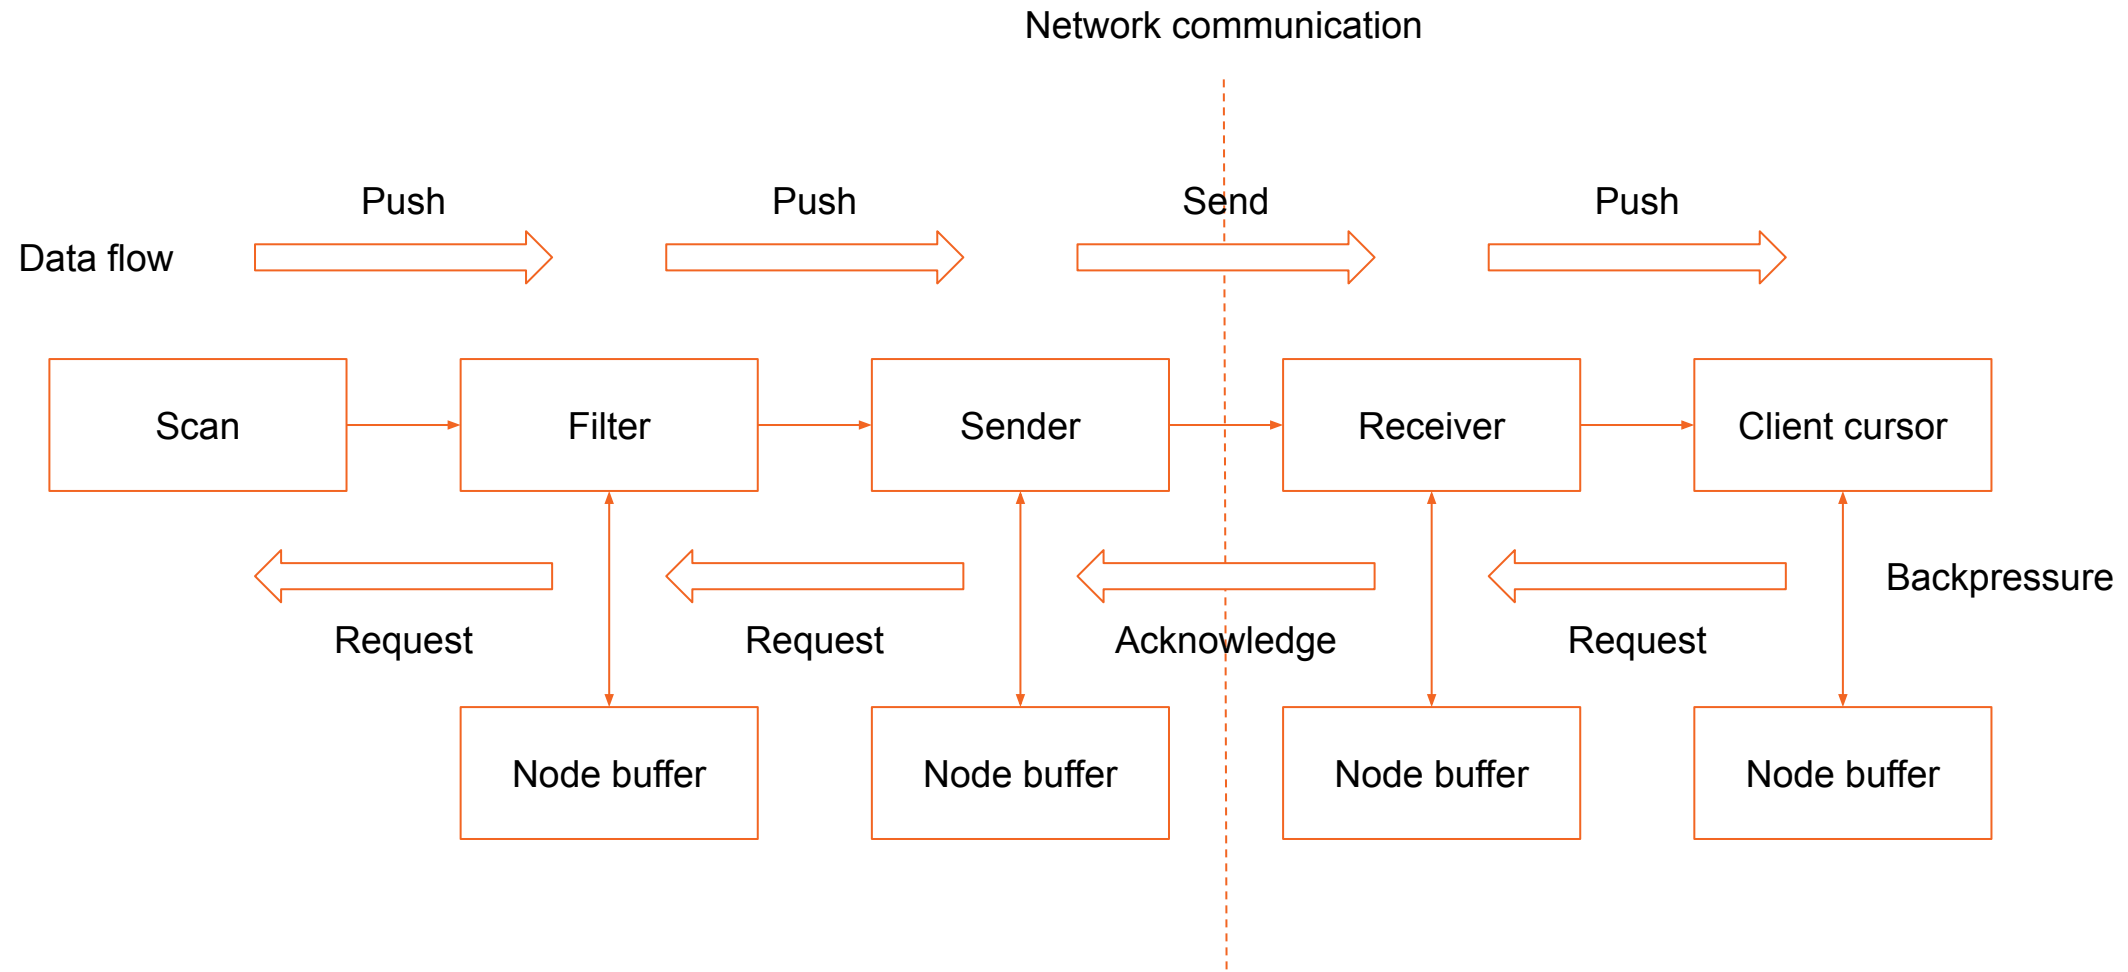 Network communication
Push
Push
Send
Push
Data flow
Scan
Filter
Sender
Receiver
Client cursor
Backpressure
Request
Request
Acknowledge
Request
Node buffer
Node buffer
Node buffer
Node buffer